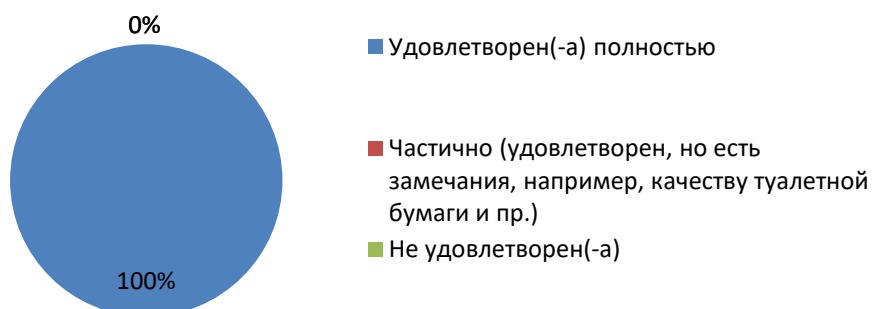 0%
100%
Удовлетворен(-а) полностью
Частично (удовлетворен, но есть
замечания, например, качеству туалетной
бумаги и пр.)
Не удовлетворен(-а)